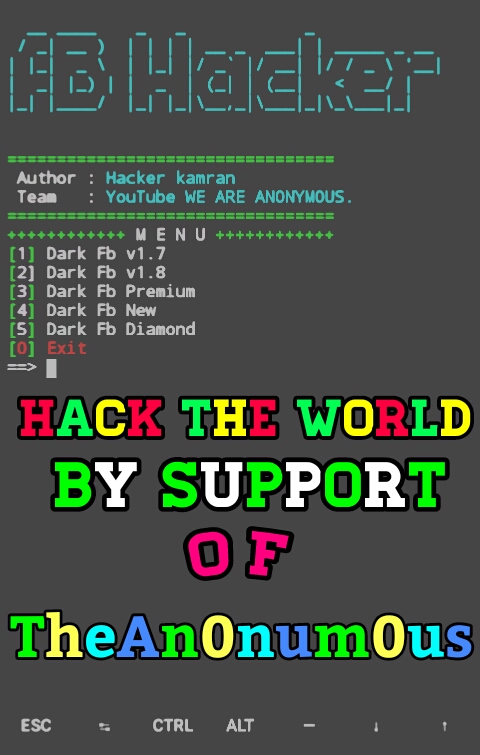 fB Hacker
=================================
Author : Hacker kamran
Team   : YouTube WE ARE ANONYMOUS.
=================================
++++++++++++ M E N U ++++++++++++
[1] Dark Fb v1.7
[2] Dark Fb v1.8
[3] Dark Fb Premium
[4] Dark Fb New
[5] Dark Fb Diamond
[0] Exit
==>
HACK THE WORLD
BY SUPPORT
OF
TheAn0num0us
ESC ⇆ CTRL ALT – ↓ ↑